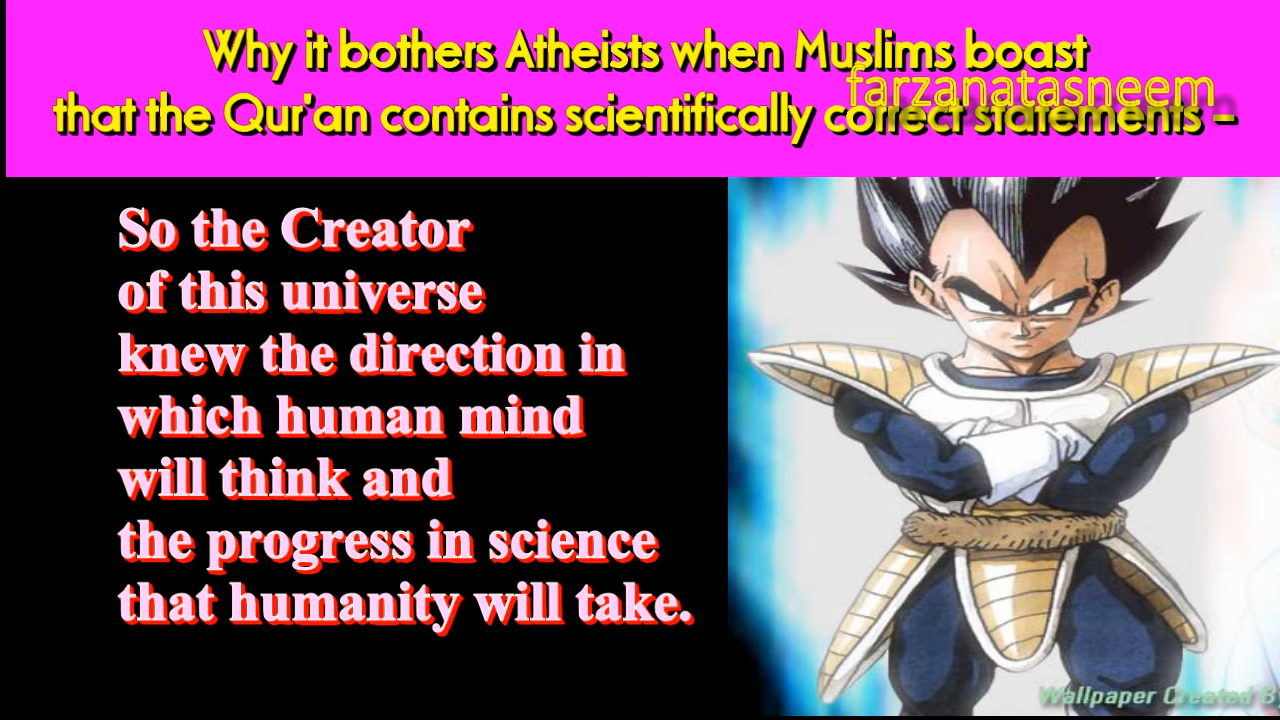 Why it bothers Atheists when Muslims boast
farzanatasneem
that the Qur'an contains scientifically correct statements –
So the Creator
of this universe
knew the direction in
which human mind
will think and
the progress in science
that humanity will take.
Wallpaper Created